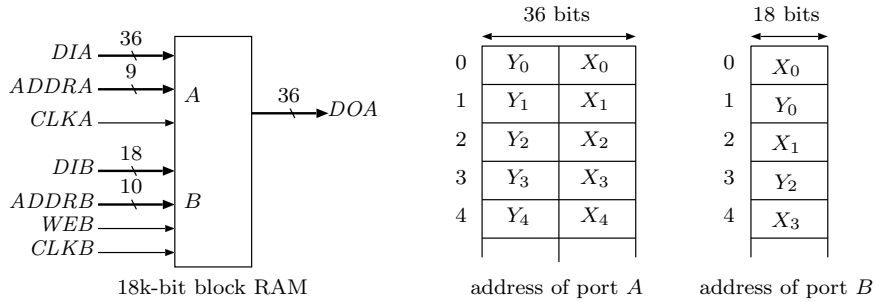 36 bits
18 bits
DIA 36
ADDRA 9
CLKA
DIB 18
ADDRB 10
WEB
CLKB
A
B
36 DOA
18k-bit block RAM
0 Y0 X0
1 Y1 X1
2 Y2 X2
3 Y3 X3
4 Y4 X4
address of port A
0 X0
1 Y0
2 X1
3 Y2
4 X3
address of port B